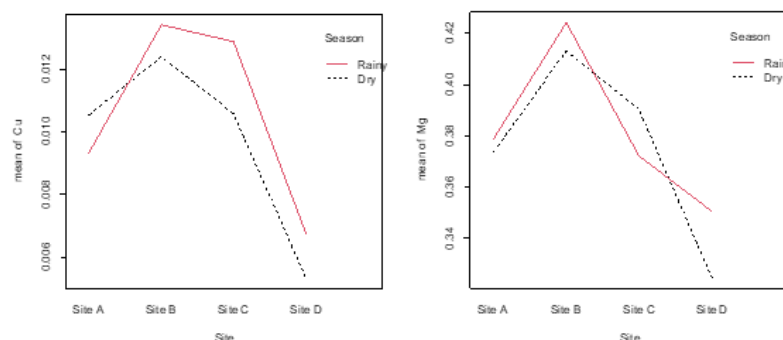 mean of Cu
0.012
0.010
0.008
0.006
Season
Rainy
Dry
Site A Site B Site C Site D
Site
mean of Mg
0.42
0.40
0.38
0.36
0.34
Season
Rain
Dry
Site A Site B Site C Site D
Site